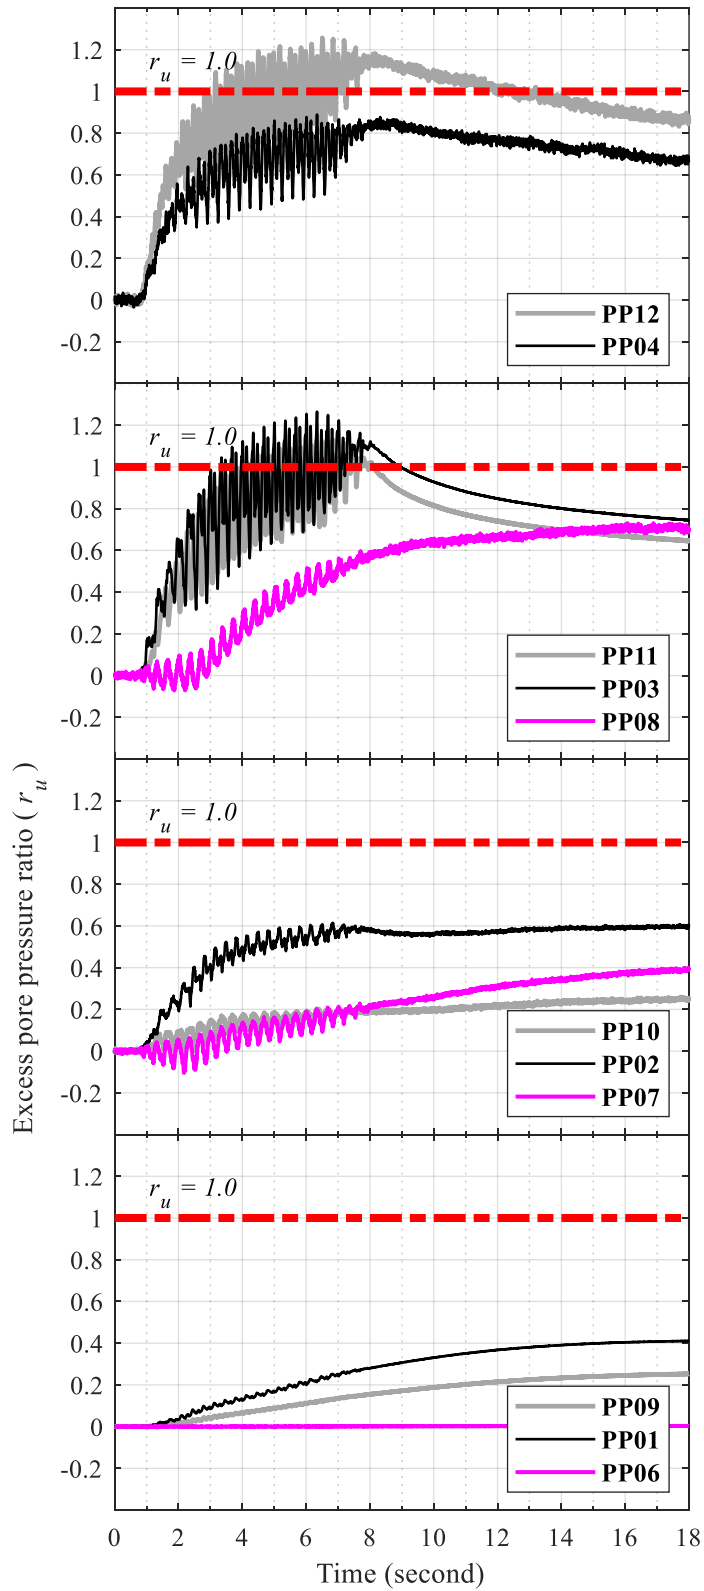 1.2
r_u = 1.0
1
0.8
0.6
0.4
0.2
0
-0.2
PP12
PP04
1.2
r_u = 1.0
1
0.8
0.6
0.4
0.2
0
-0.2
PP11
PP03
PP08
Excess pore pressure ratio ( r_u )
1.2
r_u = 1.0
1
0.8
0.6
0.4
0.2
0
-0.2
PP10
PP02
PP07
1.2
r_u = 1.0
1
0.8
0.6
0.4
0.2
0
-0.2
PP09
PP01
PP06
0 2 4 6 8 10 12 14 16 18
Time (second)